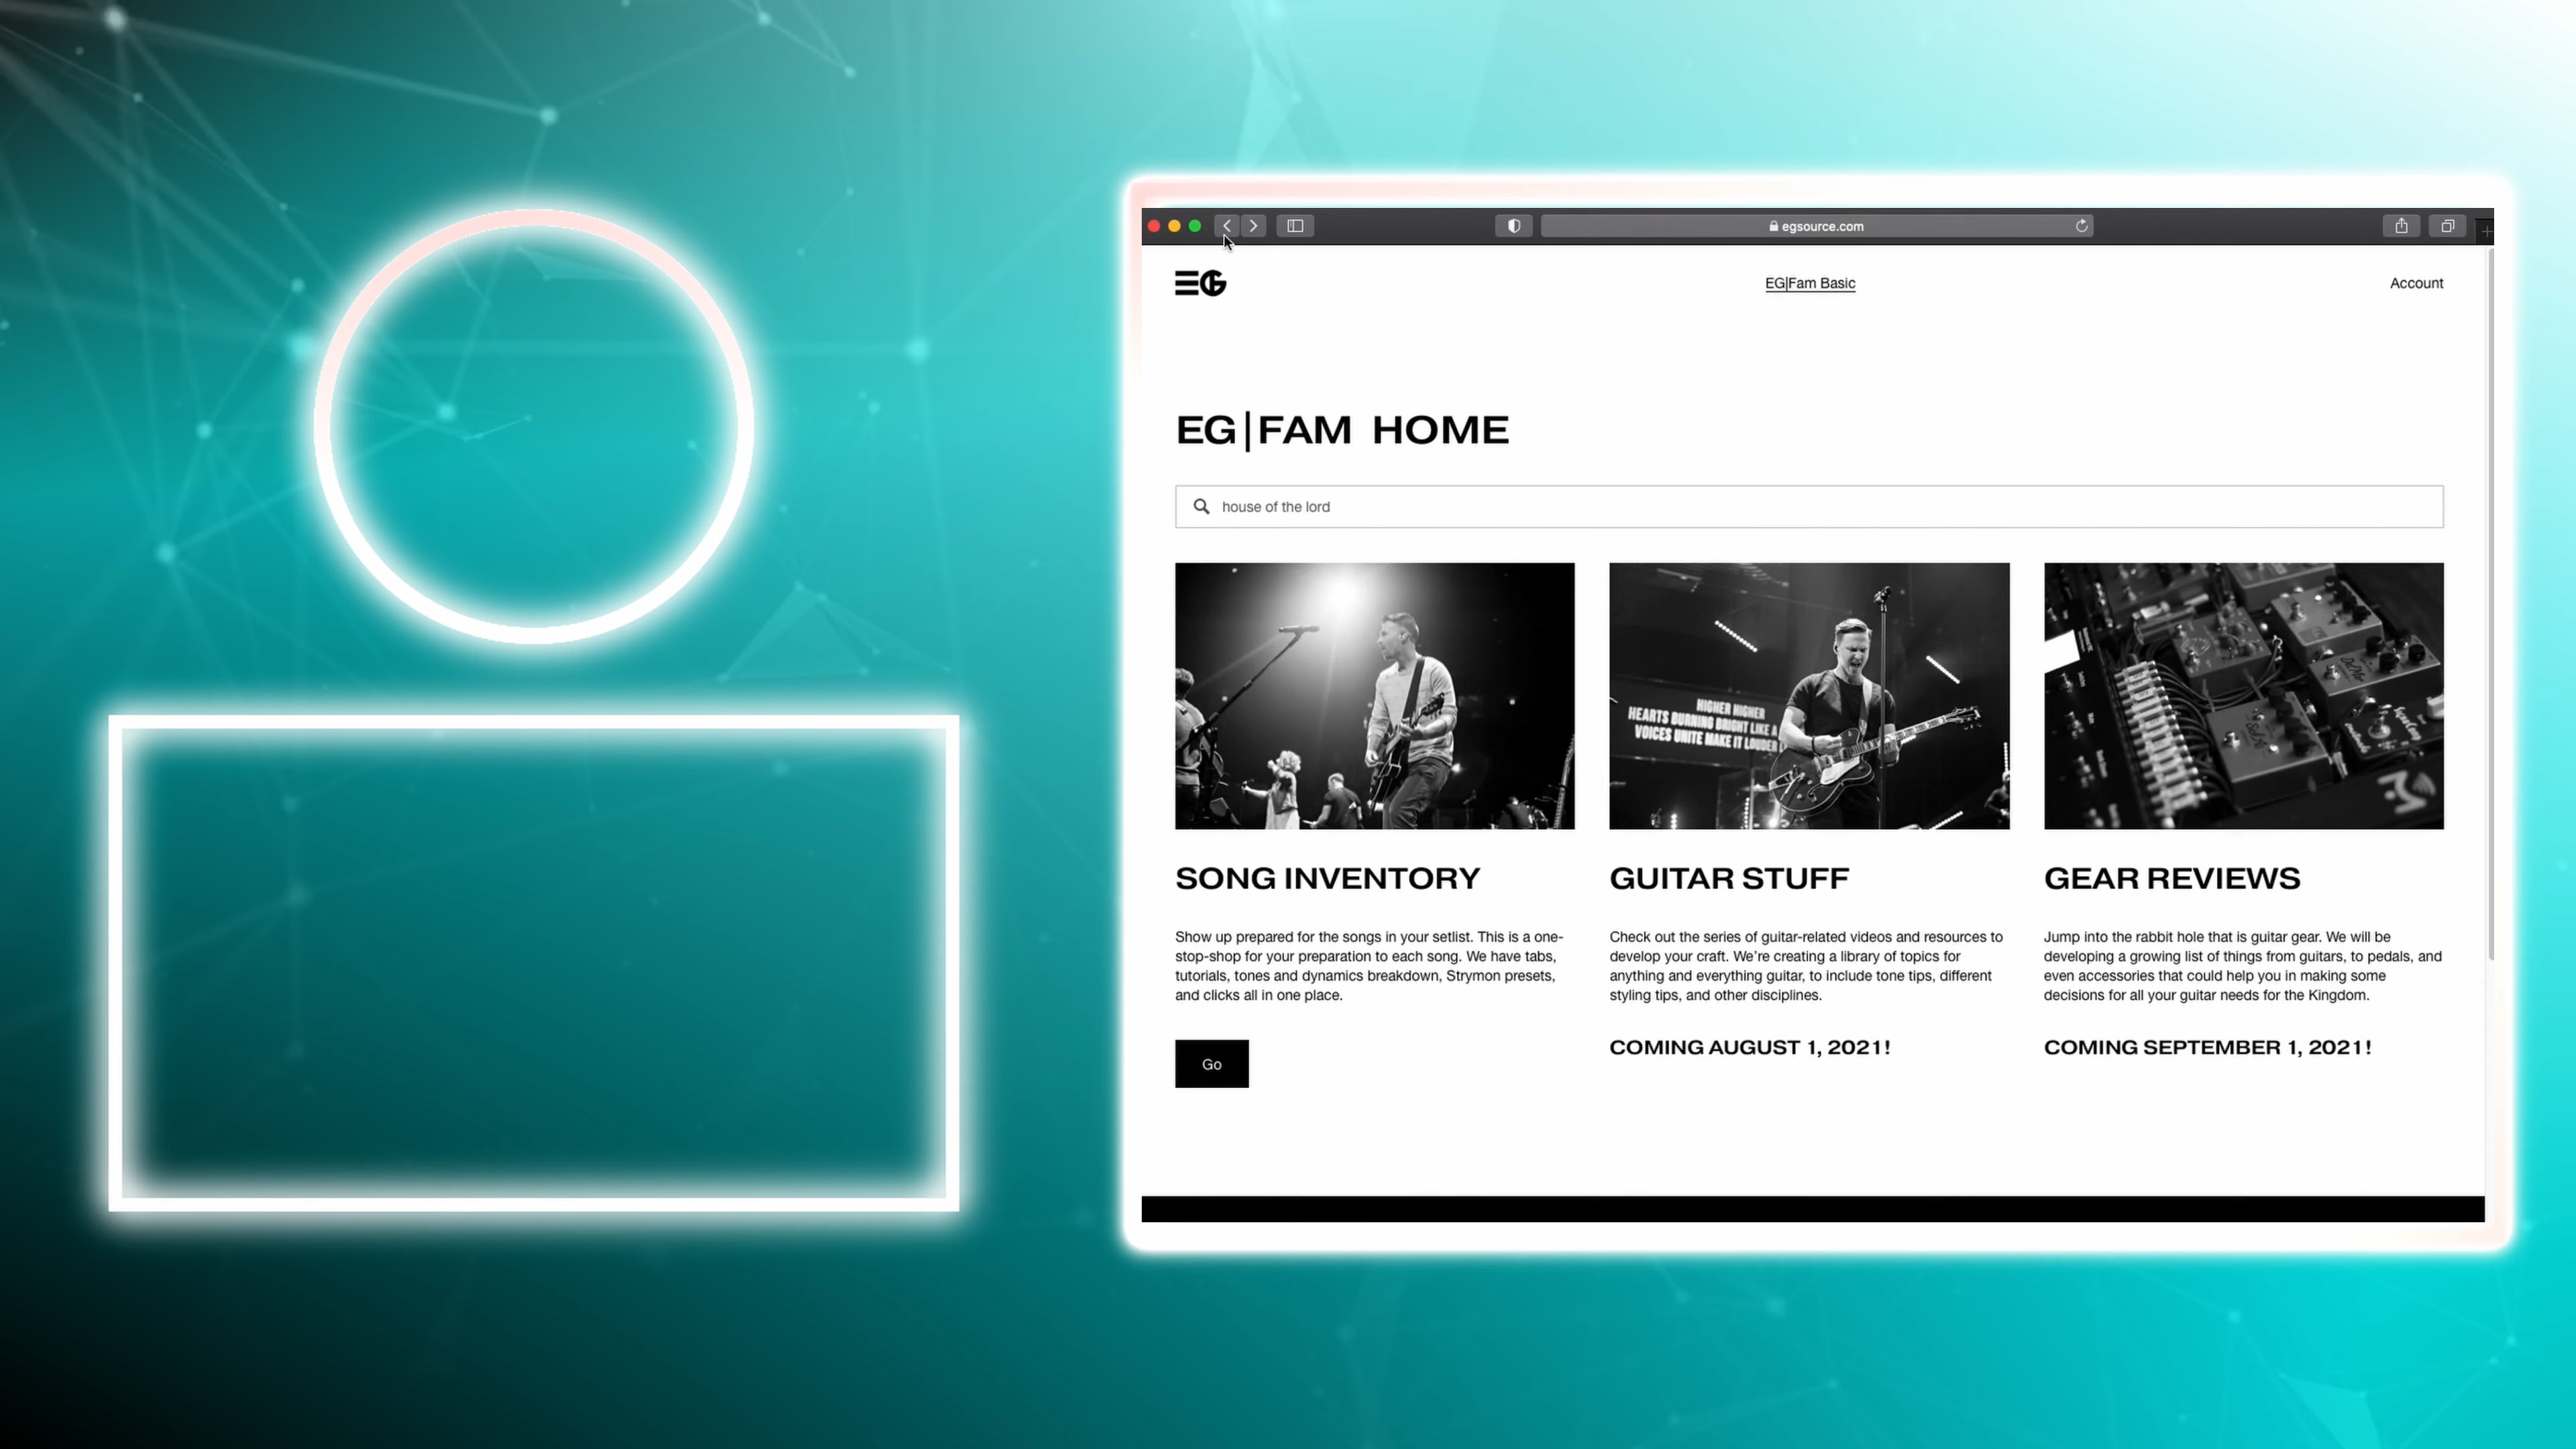 egsource.com
EG
EG|Fam Basic
Account
EG|FAM HOME
house of the lord
HIGHER HIGHER
HEARTS BURNING BRIGHT LIKE A
VOICES UNITE MAKE IT LOUDER
SONG INVENTORY
Show up prepared for the songs in your setlist. This is a one-
stop-shop for your preparation to each song. We have tabs,
tutorials, tones and dynamics breakdown, Strymon presets,
and clicks all in one place.
Go
GUITAR STUFF
Check out the series of guitar-related videos and resources to
develop your craft. We're creating a library of topics for
anything and everything guitar, to include tone tips, different
styling tips, and other disciplines.
COMING AUGUST 1, 2021!
GEAR REVIEWS
Jump into the rabbit hole that is guitar gear. We will be
developing a growing list of things from guitars, to pedals, and
even accessories that could help you in making some
decisions for all your guitar needs for the Kingdom.
COMING SEPTEMBER 1, 2021!